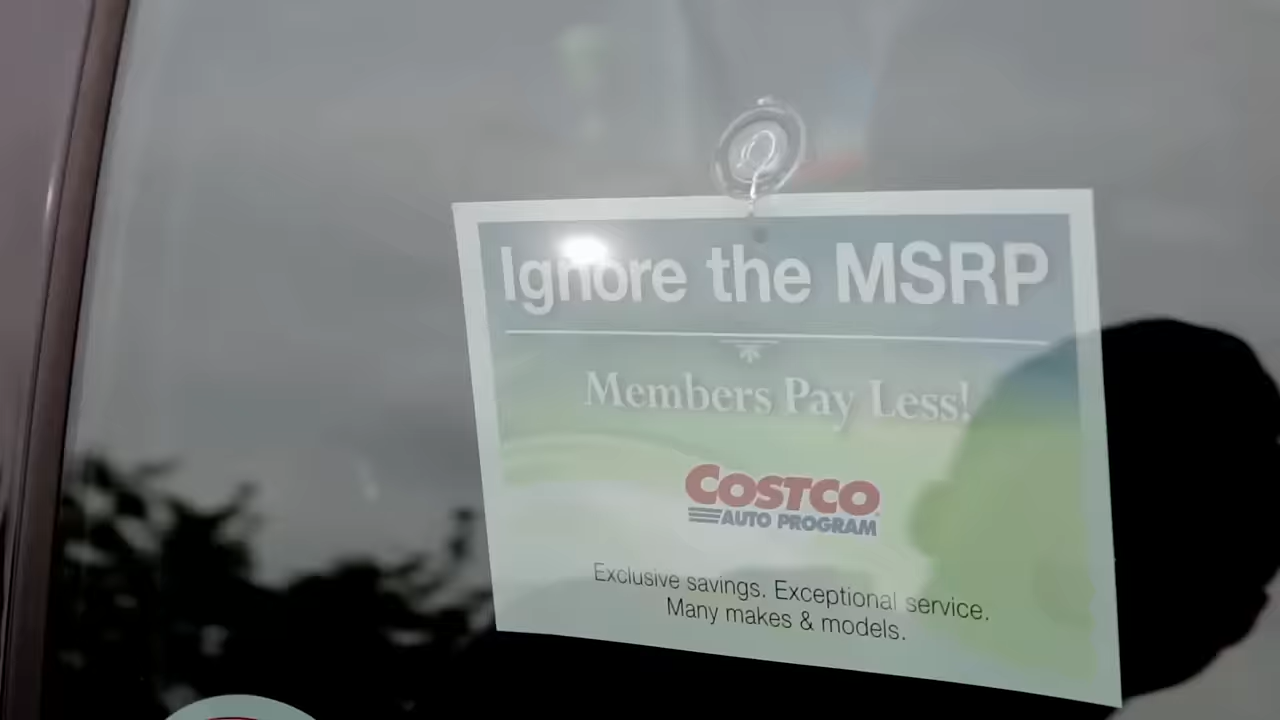 Ignore the MSRP
Members Pay Less!
COSTCO
AUTO PROGRAM
Exclusive savings. Exceptional service.
Many makes & models.